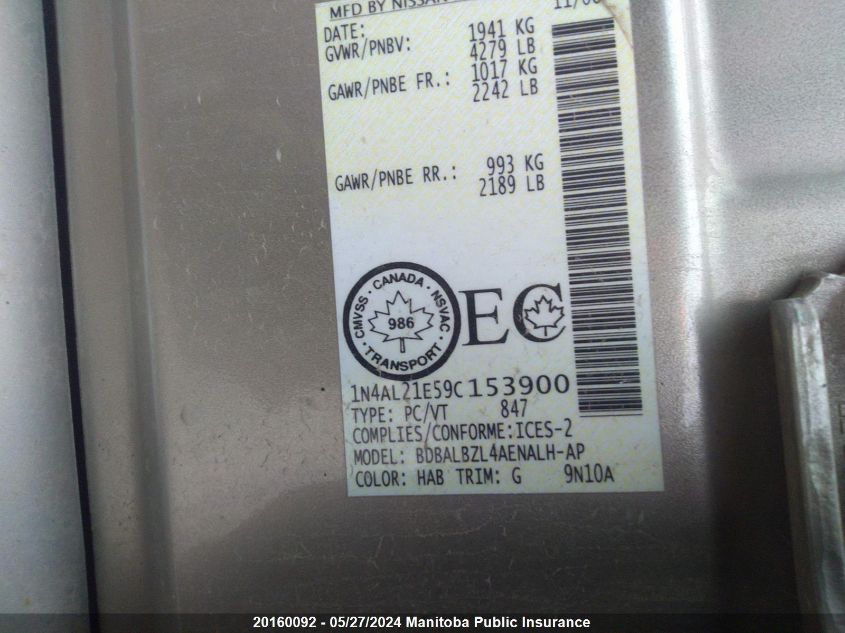 MFD BY NISSAN
DATE: 11/08
GVWR/PNBV: 1941 KG
4279 LB
GAWR/PNBE FR.: 1017 KG
2242 LB
GAWR/PNBE RR.: 993 KG
2189 LB
CMVSS · CANADA · NSVAC · TRANSPORT ·
986
EC
1N4AL21E59C153900
TYPE: PC/VT 847
COMPLIES/CONFORME:ICES-2
MODEL: BDBALBZL4AENALH-AP
COLOR: HAB TRIM: G 9N10A
20160092 - 05/27/2024 Manitoba Public Insurance